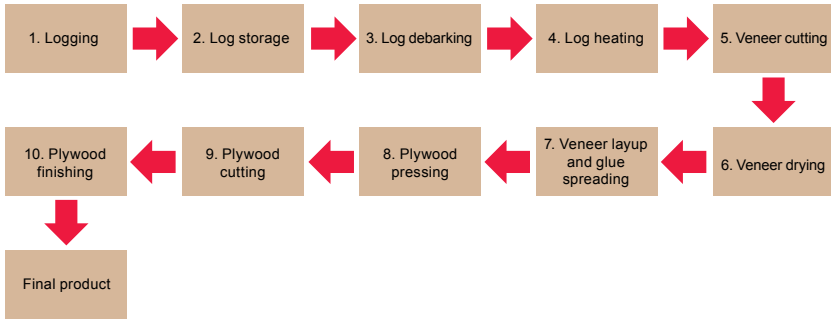 1. Logging
2. Log storage
3. Log debarking
4. Log heating
5. Veneer cutting
6. Veneer drying
7. Veneer layup
and glue
spreading
8. Plywood
pressing
9. Plywood
cutting
10. Plywood
finishing
Final product